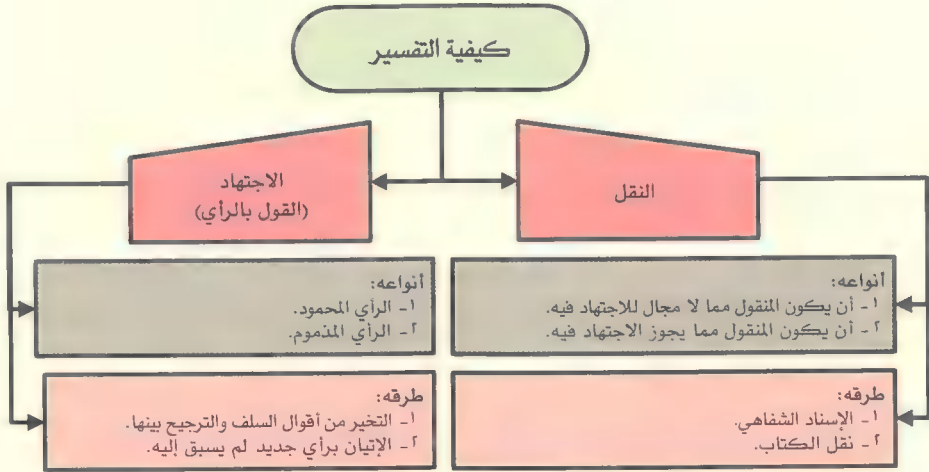 كيفية التفسير
النقل
الاجتهاد
(القول بالرأي)
أنواعه:
١- أن يكون المنقول مما لا مجال للاجتهاد فيه.
٢- أن يكون المنقول مما يجوز الاجتهاد فيه.
أنواعه:
١- الرأي المحمود.
٢- الرأي المذموم.
طرقه:
١- الإسناد الشفاهي.
٢- نقل الكتاب.
طرقه:
١- التخير من أقوال السلف والترجيح بينها.
٢- الإتيان برأي جديد لم يسبق إليه.